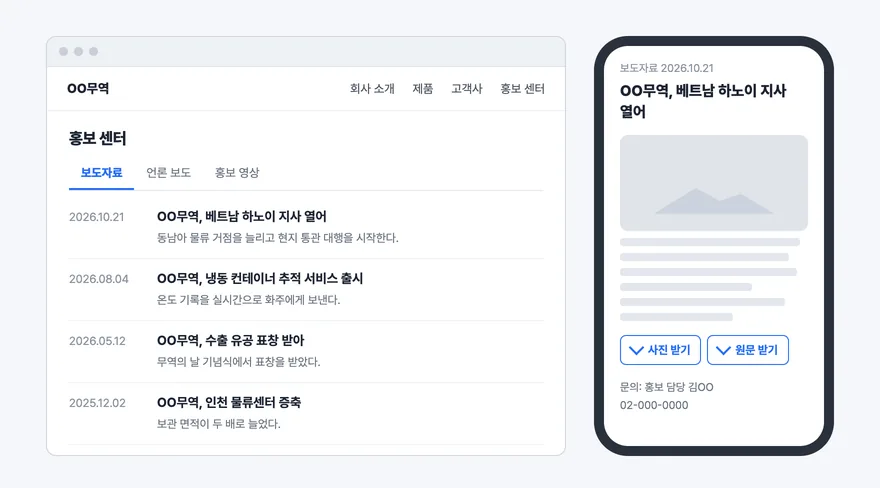 OO무역
회사 소개 제품 고객사 홍보 센터
홍보 센터
보도자료 언론 보도 홍보 영상
2026.10.21 OO무역, 베트남 하노이 지사 열어
동남아 물류 거점을 늘리고 현지 통관 대행을 시작한다.
2026.08.04 OO무역, 냉동 컨테이너 추적 서비스 출시
온도 기록을 실시간으로 화주에게 보낸다.
2026.05.12 OO무역, 수출 유공 표창 받아
무역의 날 기념식에서 표창을 받았다.
2025.12.02 OO무역, 인천 물류센터 증축
보관 면적이 두 배로 늘었다.
보도자료 2026.10.21
OO무역, 베트남 하노이 지사
열어
사진 받기 원문 받기
문의: 홍보 담당 김OO
02-000-0000